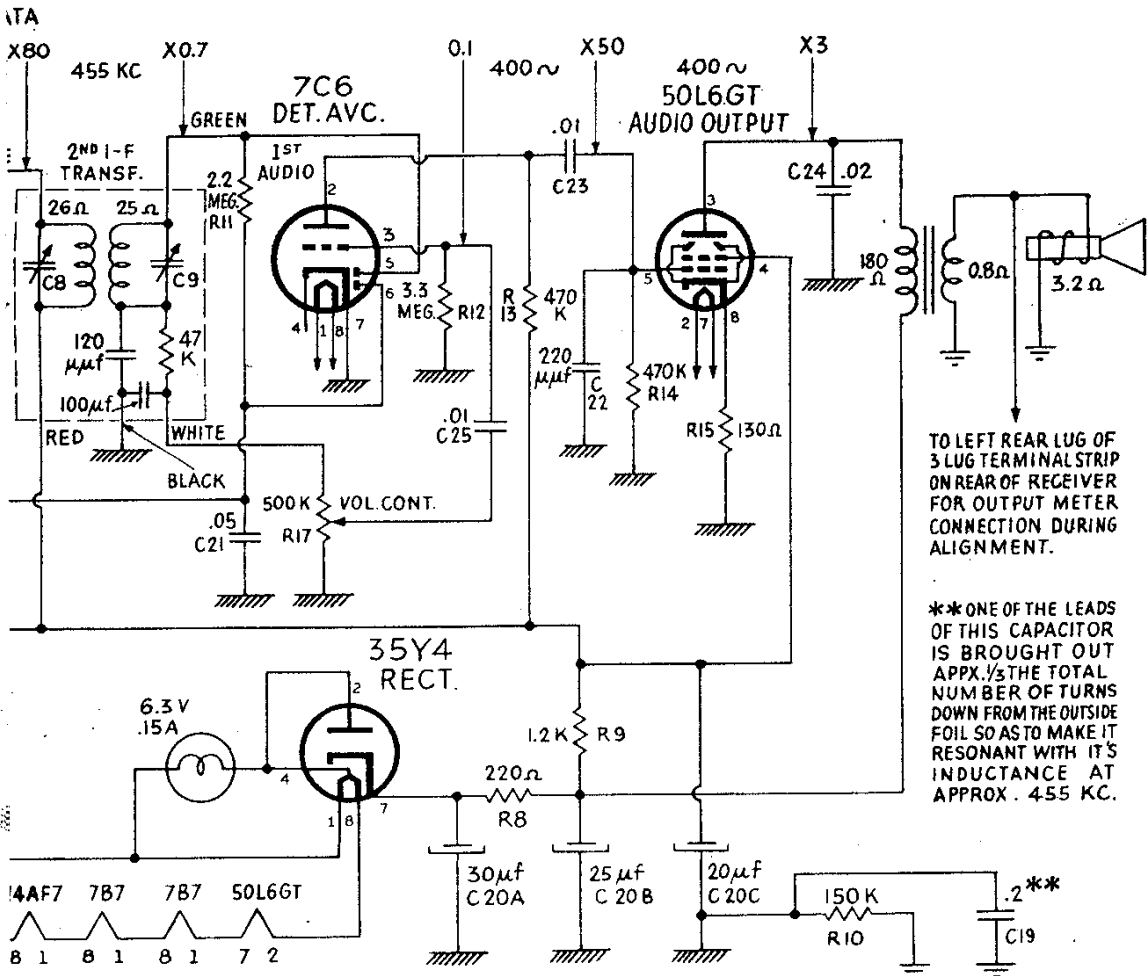 ATA
X80
455 KC
X0.7
GREEN
7C6
DET. AVC.
0.1
400~
X50
400~
50L6.GT
AUDIO OUTPUT
X3
2ND I-F
TRANSF.
1ST
AUDIO
2.2
MEG.
R11
.01
C23
C24 .02
26Ω
25Ω
C8
C9
2
3
5
6
4
1
8
7
3.3
MEG.
R12
R
13
470
K
3
5
4
2
7
8
180
Ω
0.8Ω
3.2Ω
120
μμf
47
K
100μf
RED
WHITE
BLACK
.01
C25
220
μμf
C
22
470K
R14
R15
130Ω
TO LEFT REAR LUG OF
3 LUG TERMINAL STRIP
ON REAR OF RECEIVER
FOR OUTPUT METER
CONNECTION DURING
ALIGNMENT.
500K
VOL.CONT.
R17
.05
C21
**ONE OF THE LEADS
OF THIS CAPACITOR
IS BROUGHT OUT
APPX.⅓ THE TOTAL
NUMBER OF TURNS
DOWN FROM THE OUTSIDE
FOIL SO AS TO MAKE IT
RESONANT WITH IT'S
INDUCTANCE AT
APPROX. 455 KC.
35Y4
RECT.
6.3V
.15A
2
4
1
8
7
220Ω
R8
1.2K
R9
30μf
C20A
25μf
C20B
20μf
C20C
150K
R10
.2**
C19
14AF7
7B7
7B7
50L6GT
8 1 8 1 8 1 7 2